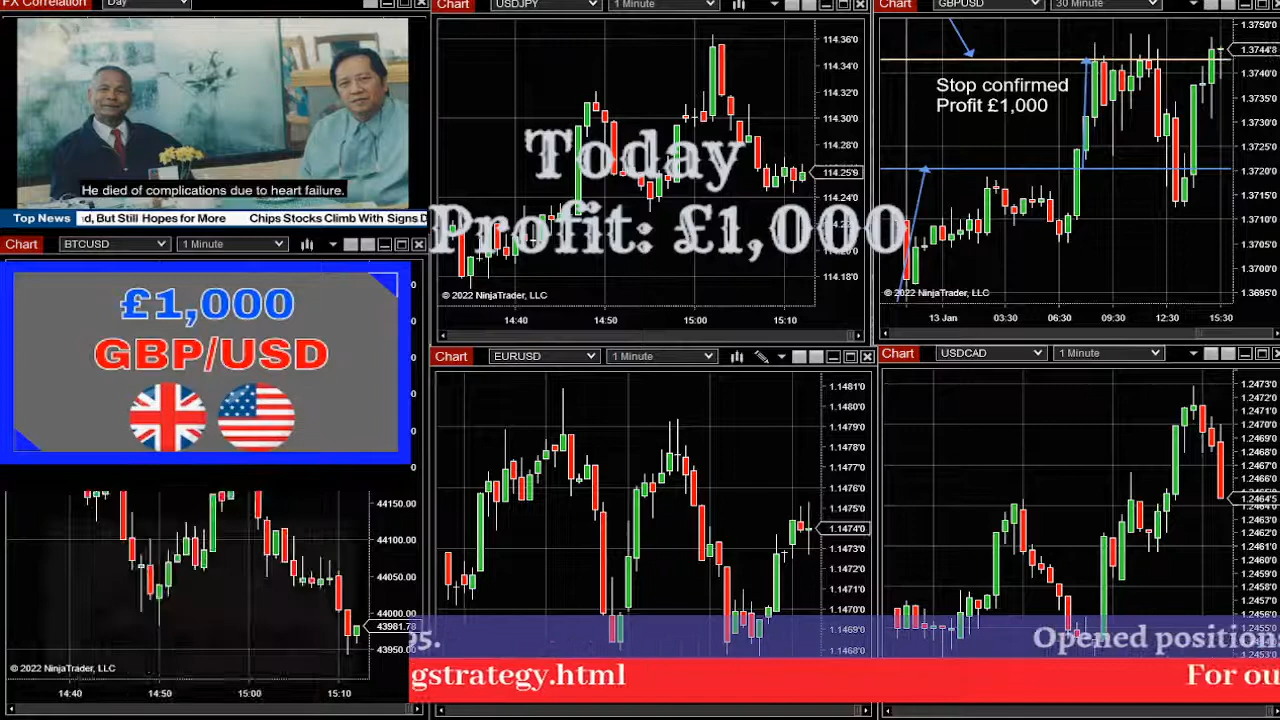 FX Correlation Day
He died of complications due to heart failure.
Top News d, But Still Hopes for More Chips Stocks Climb With Signs D
Chart USDJPY 1 Minute
114.36'0
114.34'0
114.32'0
114.30'0
114.28'0
114.25'9
114.24'0
114.20'0
114.18'0
© 2022 NinjaTrader, LLC
14:40 14:50 15:00 15:10
Today
Profit: £1,000
Chart GBPUSD 30 Minute
Stop confirmed
Profit £1,000
1.3750'0
1.3744'8
1.3740'0
1.3735'0
1.3730'0
1.3725'0
1.3720'0
1.3715'0
1.3710'0
1.3705'0
1.3700'0
1.3695'0
© 2022 NinjaTrader, LLC
13 Jan 03:30 06:30 09:30 12:30 15:30
Chart BTCUSD 1 Minute
£1,000
GBP/USD
44150.00
44100.00
44050.00
44000.00
43981.78
43950.00
© 2022 NinjaTrader, LLC
14:40 14:50 15:00 15:10
Chart EURUSD 1 Minute
1.1481'0
1.1480'0
1.1479'0
1.1478'0
1.1477'0
1.1476'0
1.1475'0
1.1474'0
1.1473'0
1.1471'0
1.1470'0
1.1469'0
1.1468'0
Chart USDCAD 1 Minute
1.2473'0
1.2472'0
1.2471'0
1.2470'0
1.2468'0
1.2467'0
1.2466'0
1.2464'5
1.2463'0
1.2462'0
1.2461'0
1.2460'0
1.2458'0
1.2457'0
1.2456'0
1.2455'0
1.2453'0
Opened position
gstrategy.html For ou